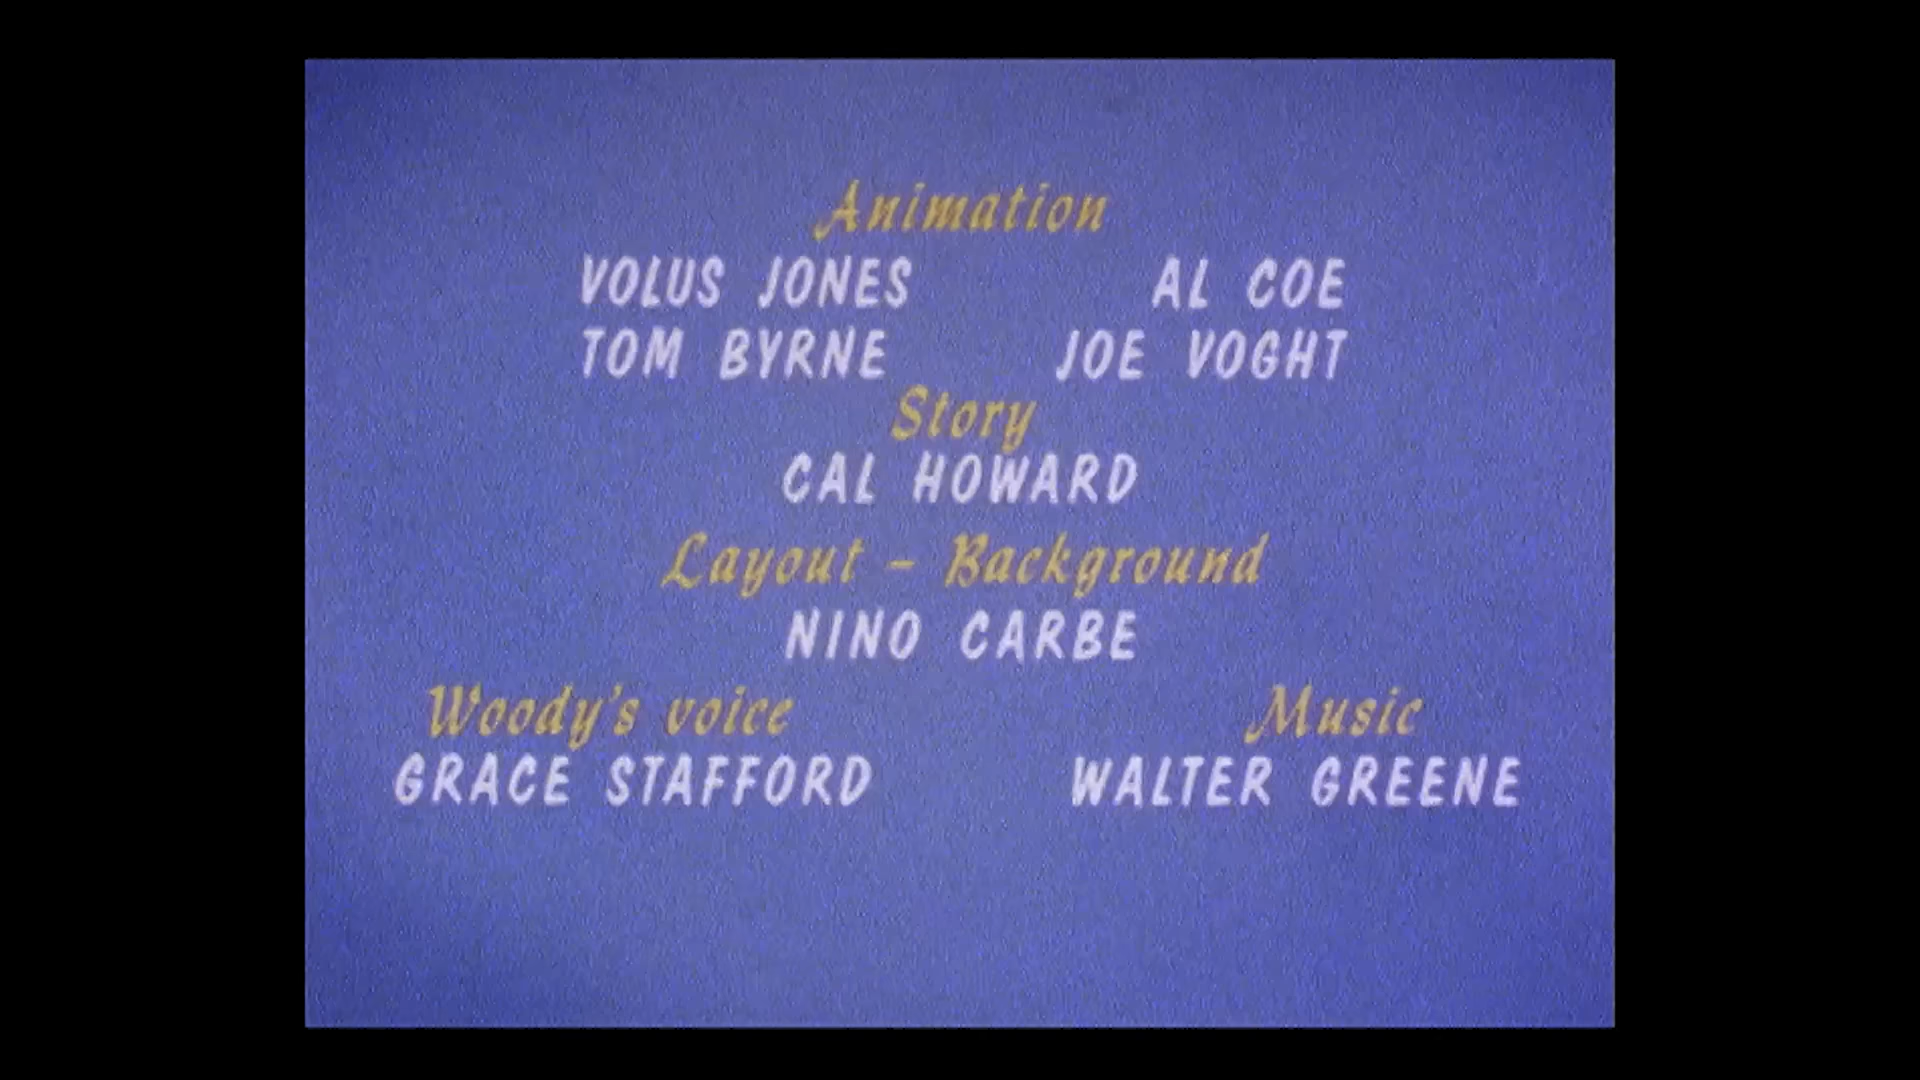 Animation
VOLUS JONES AL COE
TOM BYRNE JOE VOGHT
Story
CAL HOWARD
Layout – Background
NINO CARBE
Woody's voice Music
GRACE STAFFORD WALTER GREENE